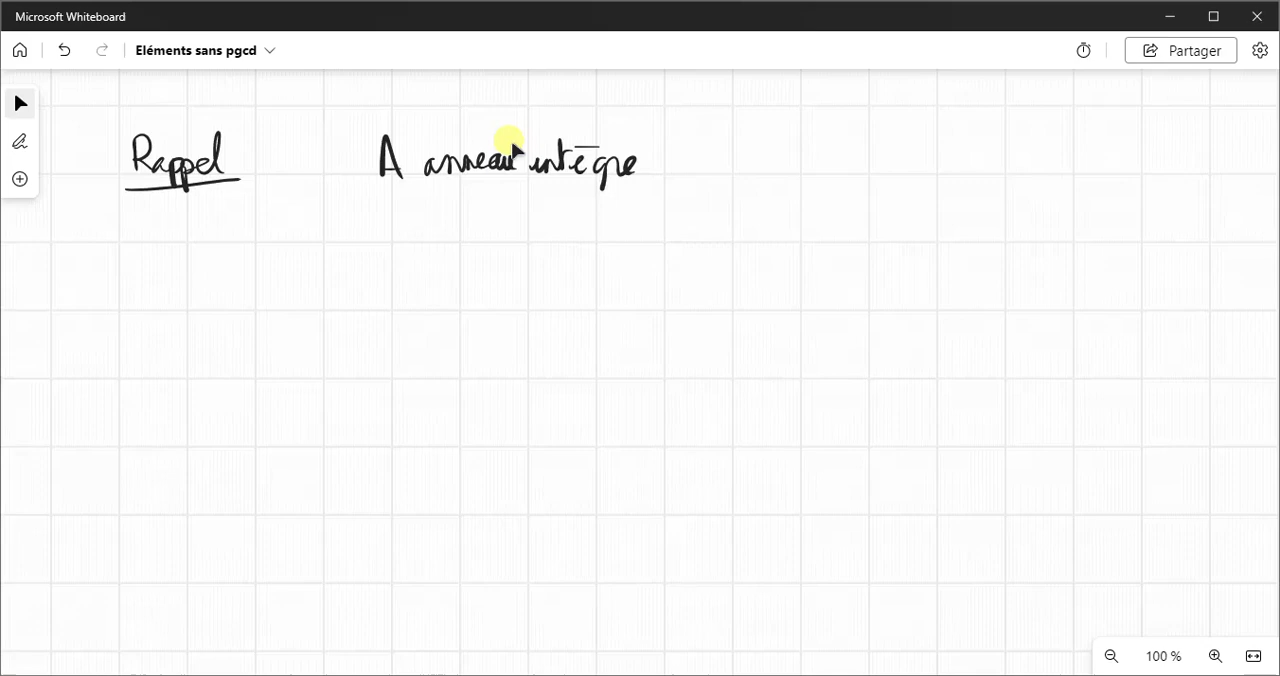 Microsoft Whiteboard
Eléments sans pgcd
Partager
Rappel A anneau intègre
100 %